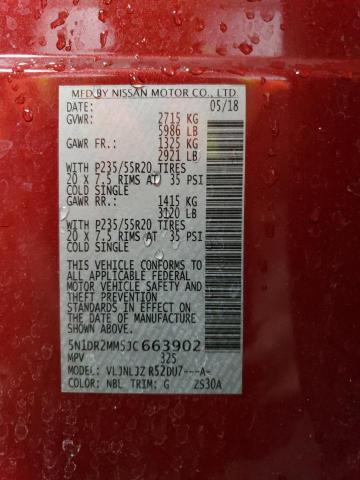 MFD BY NISSAN MOTOR CO., LTD.
DATE: 05/18
GVWR: 2715 KG
5986 LB
GAWR FR.: 1325 KG
2921 LB
WITH P235/55R20 TIRES
20 X 7.5 RIMS AT 35 PSI
COLD SINGLE
GAWR RR.: 1415 KG
3120 LB
WITH P235/55R20 TIRES
20 X 7.5 RIMS AT 35 PSI
COLD SINGLE
THIS VEHICLE CONFORMS TO
ALL APPLICABLE FEDERAL
MOTOR VEHICLE SAFETY AND
THEFT PREVENTION
STANDARDS IN EFFECT ON
THE DATE OF MANUFACTURE
SHOWN ABOVE.
5N1DR2MM5JC663902
MPV 325
MODEL: VLJNLJZ R52DU7---A-
COLOR: NBL TRIM: G ZS30A